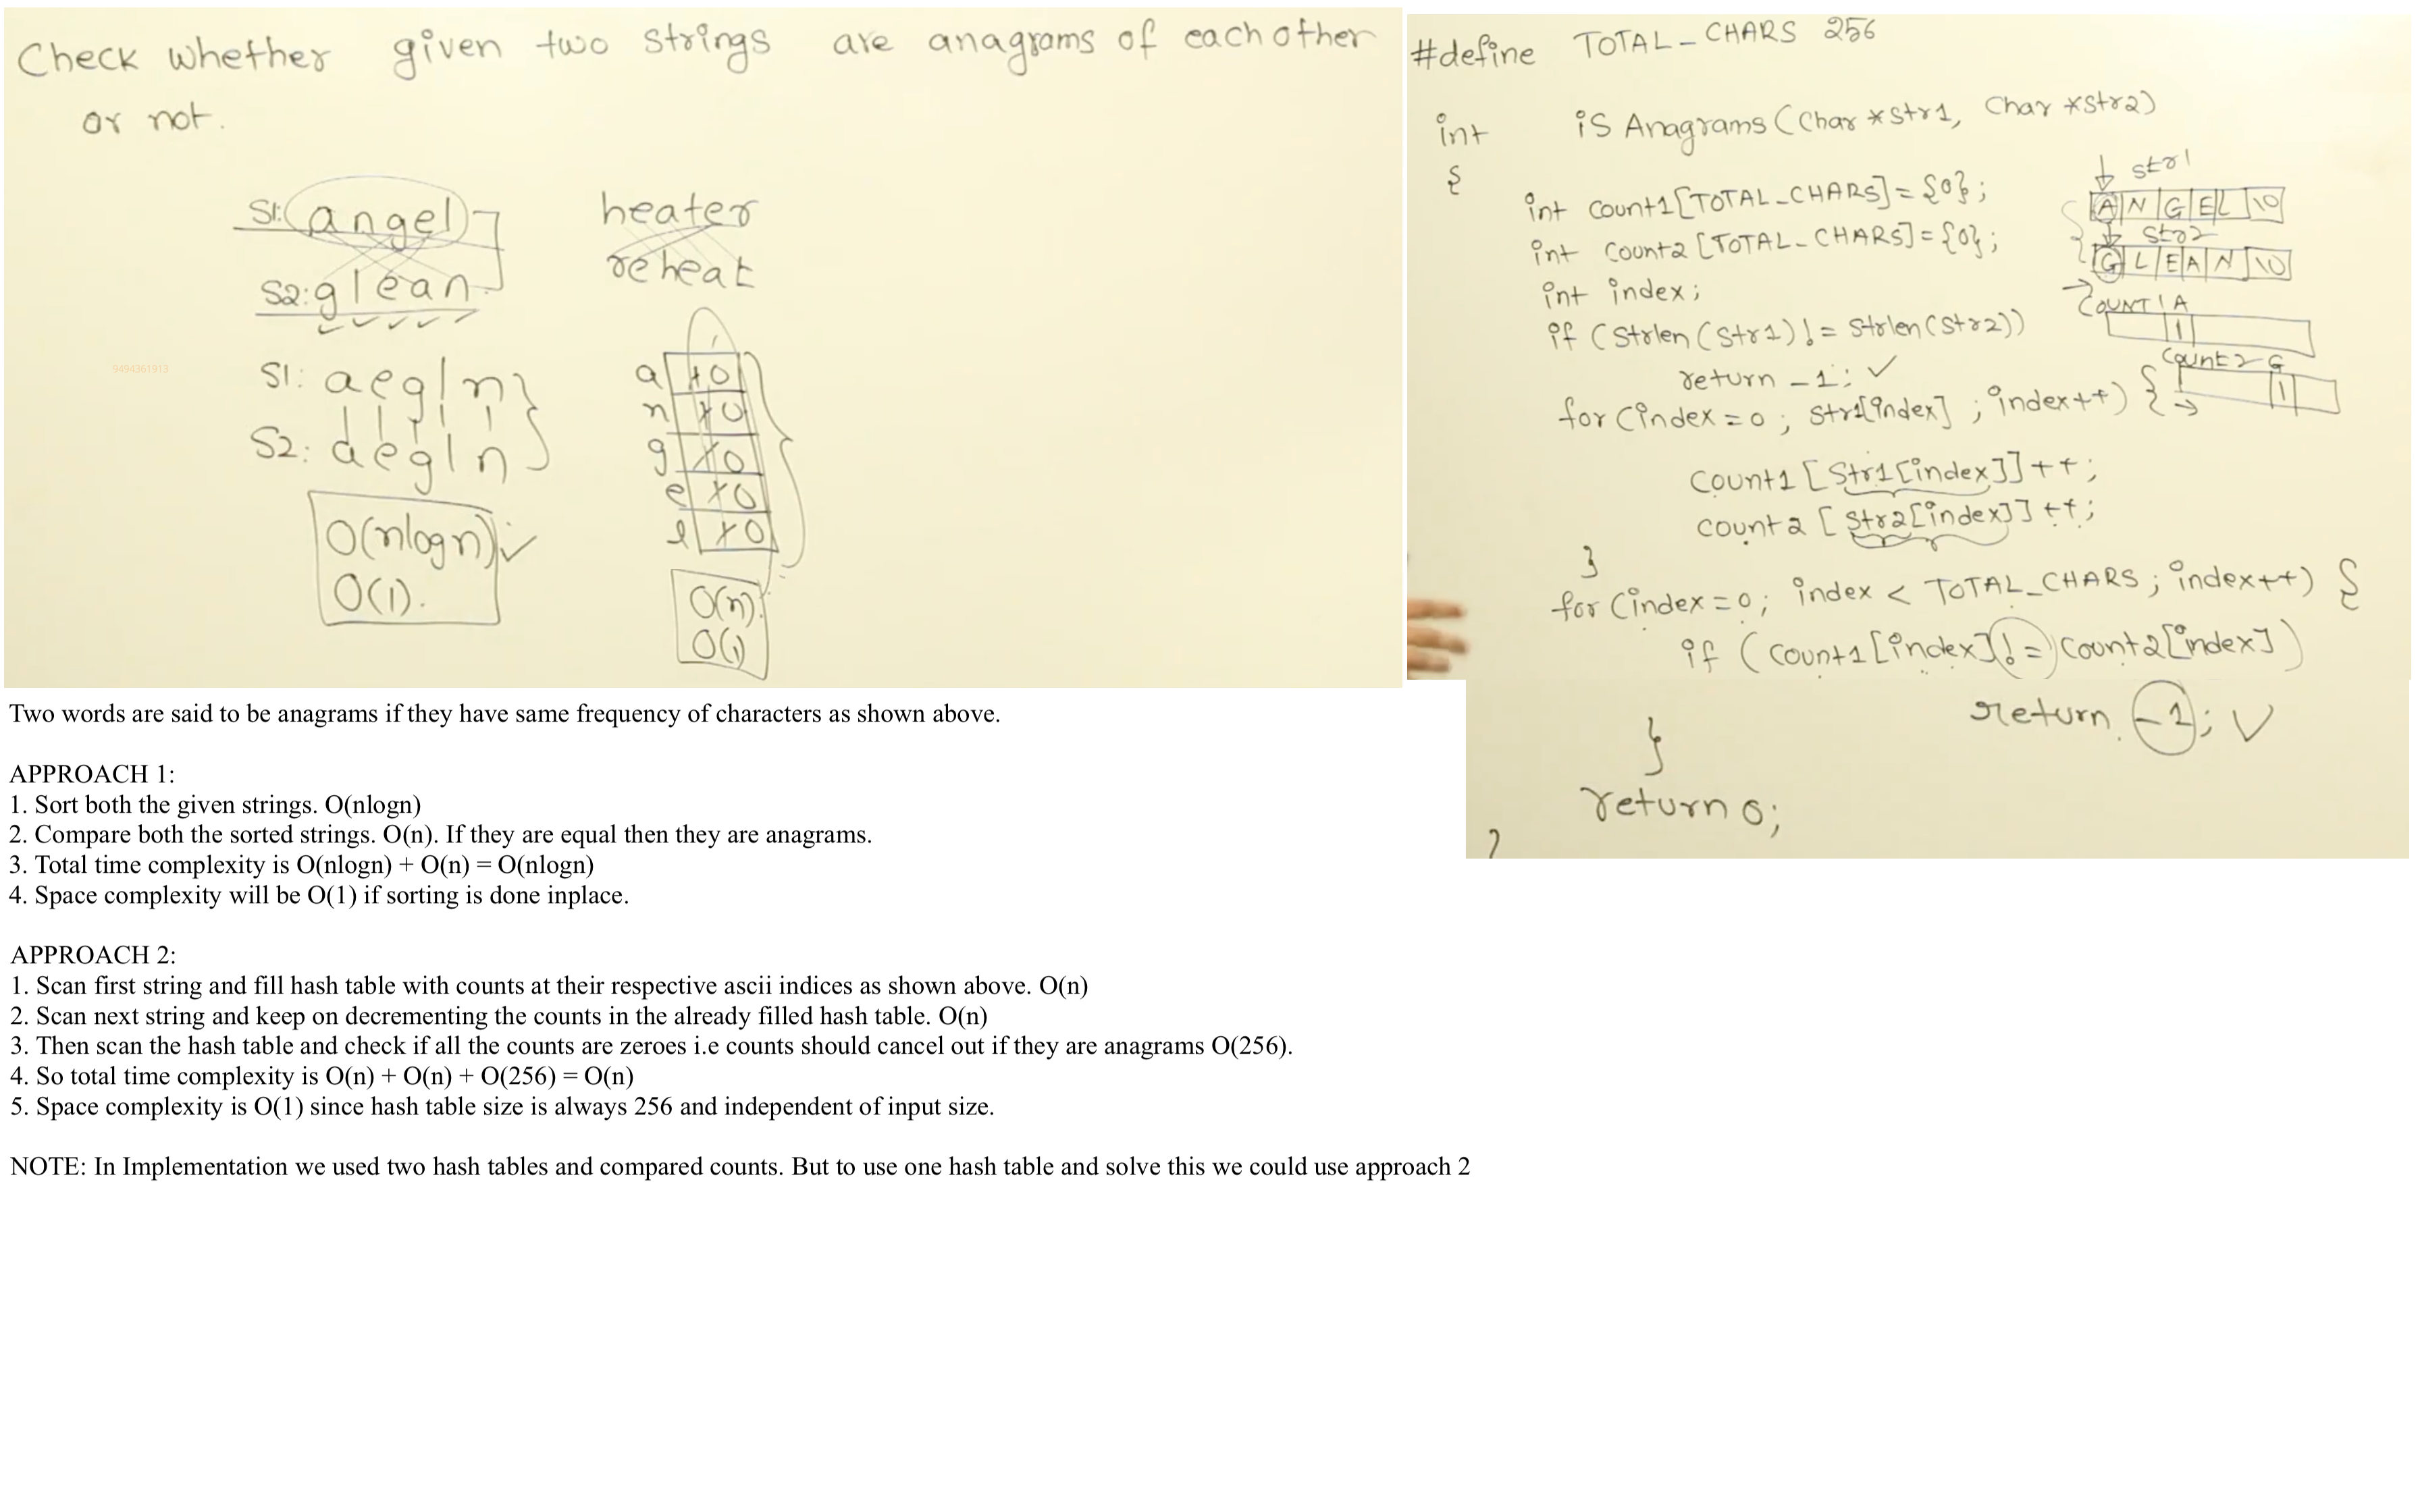 Check whether given two strings are anagrams of each other
or not.
S1: angel
S2: glean
heater
reheat
9494361913
S1: aegln
S2: aegln
O(nlogn)
O(1).
a 1 0
n 1 0
g 1 0
e 1 0
l 1 0
O(n).
O(1)
#define TOTAL_CHARS 256
int isAnagrams(Char *Str1, Char *Str2)
{
int Count1[TOTAL_CHARS]={0};
int Count2[TOTAL_CHARS]={0};
int index;
if (Strlen(Str1)!=Strlen(Str2))
return -1;
for(index=0; Str1[index]; index++) {
Count1[Str1[index]]++;
count2[Str2[index]]++;
}
for(index=0; index < TOTAL_CHARS; index++) {
if (Count1[index]!=Count2[index])
return -1;
}
return 0;
}
Str1
A N G E L \0
Str2
G L E A N \0
COUNT1 A
1
Count2 G
1
Two words are said to be anagrams if they have same frequency of characters as shown above.
APPROACH 1:
1. Sort both the given strings. O(nlogn)
2. Compare both the sorted strings. O(n). If they are equal then they are anagrams.
3. Total time complexity is O(nlogn) + O(n) = O(nlogn)
4. Space complexity will be O(1) if sorting is done inplace.
APPROACH 2:
1. Scan first string and fill hash table with counts at their respective ascii indices as shown above. O(n)
2. Scan next string and keep on decrementing the counts in the already filled hash table. O(n)
3. Then scan the hash table and check if all the counts are zeroes i.e counts should cancel out if they are anagrams O(256).
4. So total time complexity is O(n) + O(n) + O(256) = O(n)
5. Space complexity is O(1) since hash table size is always 256 and independent of input size.
NOTE: In Implementation we used two hash tables and compared counts. But to use one hash table and solve this we could use approach 2